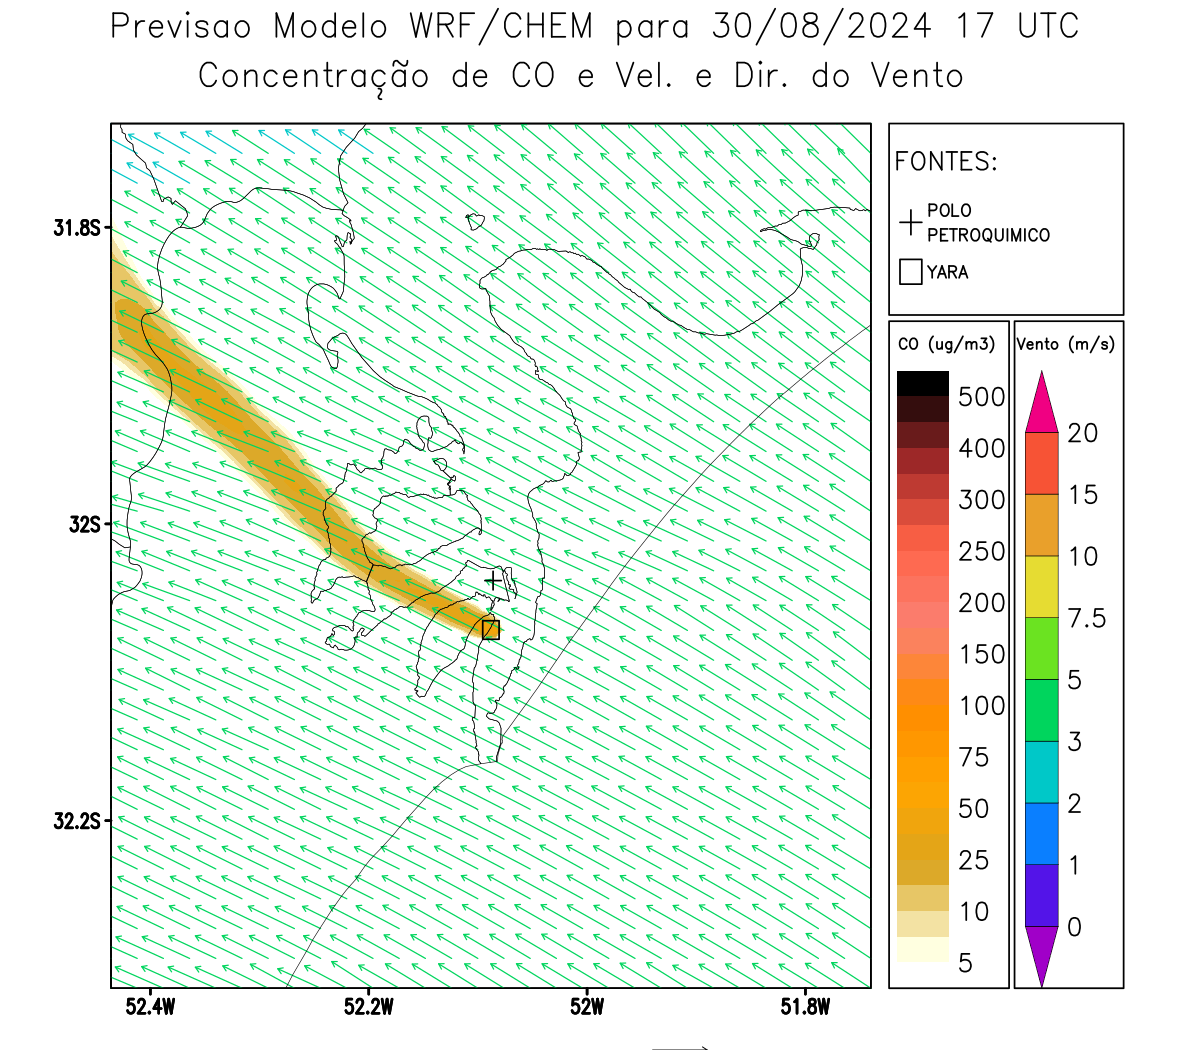 Previsao Modelo WRF/CHEM para 30/08/2024 17 UTC
Concentração de CO e Vel. e Dir. do Vento
FONTES:
POLO
PETROQUIMICO
YARA
CO (ug/m3)
500
400
300
250
200
150
100
75
50
25
10
5
Vento (m/s)
20
15
10
7.5
5
3
2
1
0
31.8S
32S
32.2S
52.4W
52.2W
52W
51.8W